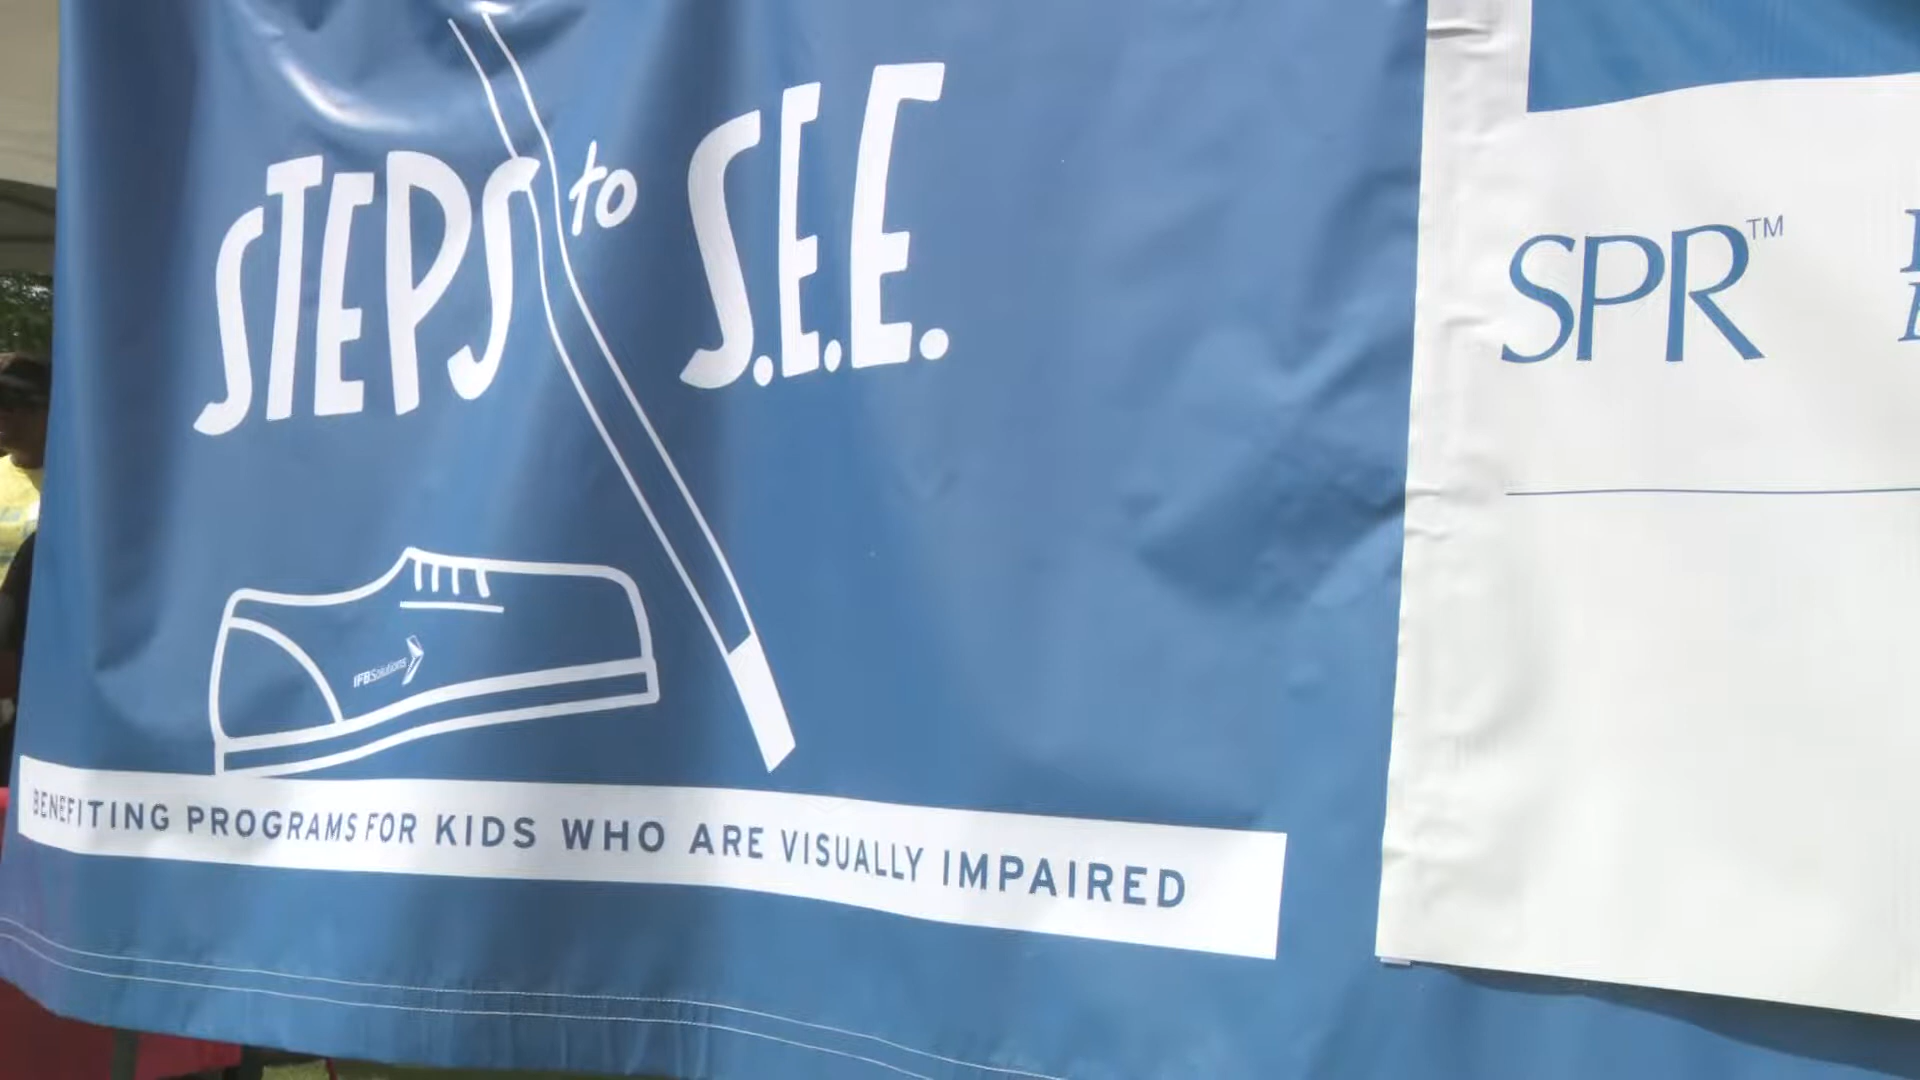 STEPS to S.E.E.
IFBSolutions
BENEFITING PROGRAMS FOR KIDS WHO ARE VISUALLY IMPAIRED
SPR™